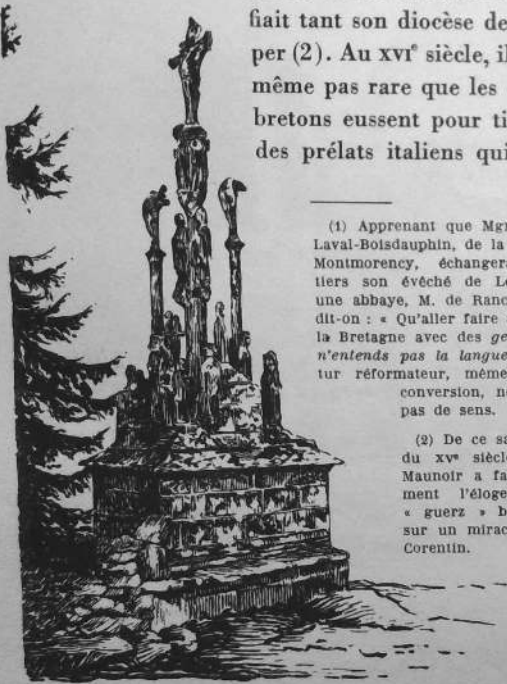 fiait tant son diocèse de
per (2). Au XVIᵉ siècle, il
même pas rare que les
bretons eussent pour ti
des prélats italiens qui
(1) Apprenant que Mgr
Laval-Boisdauphin, de la
Montmorency, échangera
tiers son évêché de Lé
une abbaye, M. de Ranc
dit-on : « Qu'aller faire
la Bretagne avec des ge
n'entends pas la langue
tur réformateur, même
conversion, n
pas de sens.
(2) De ce sa
du XVᵉ siècle
Maunoir a fa
ment l'éloge
« guerz » b
sur un mirac
Corentin.